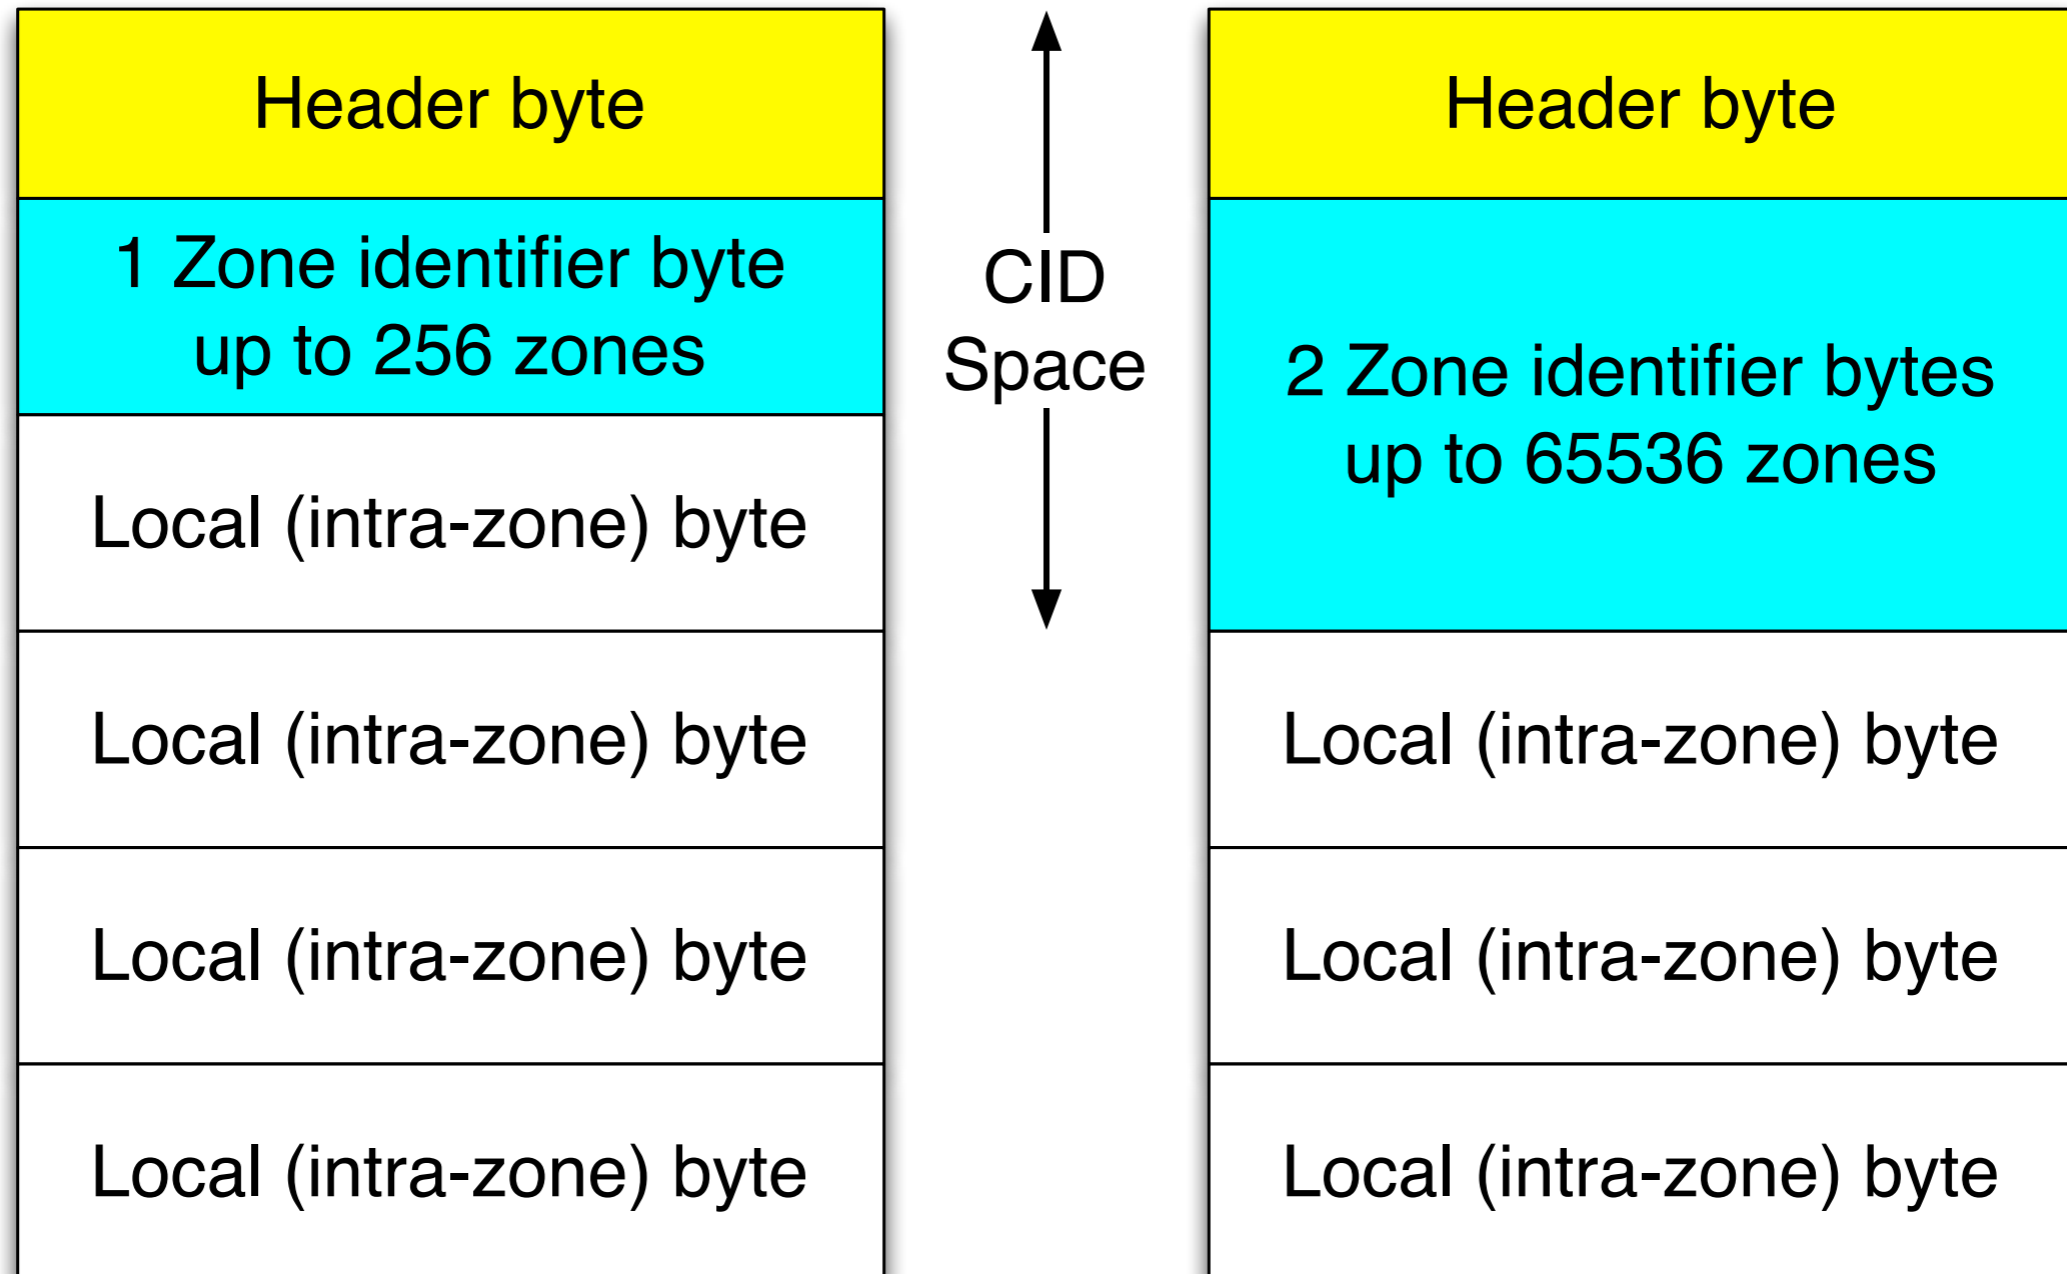 Header byte
1 Zone identifier byte
up to 256 zones
Local (intra-zone) byte
Local (intra-zone) byte
Local (intra-zone) byte
Local (intra-zone) byte
CID
Space
Header byte
2 Zone identifier bytes
up to 65536 zones
Local (intra-zone) byte
Local (intra-zone) byte
Local (intra-zone) byte